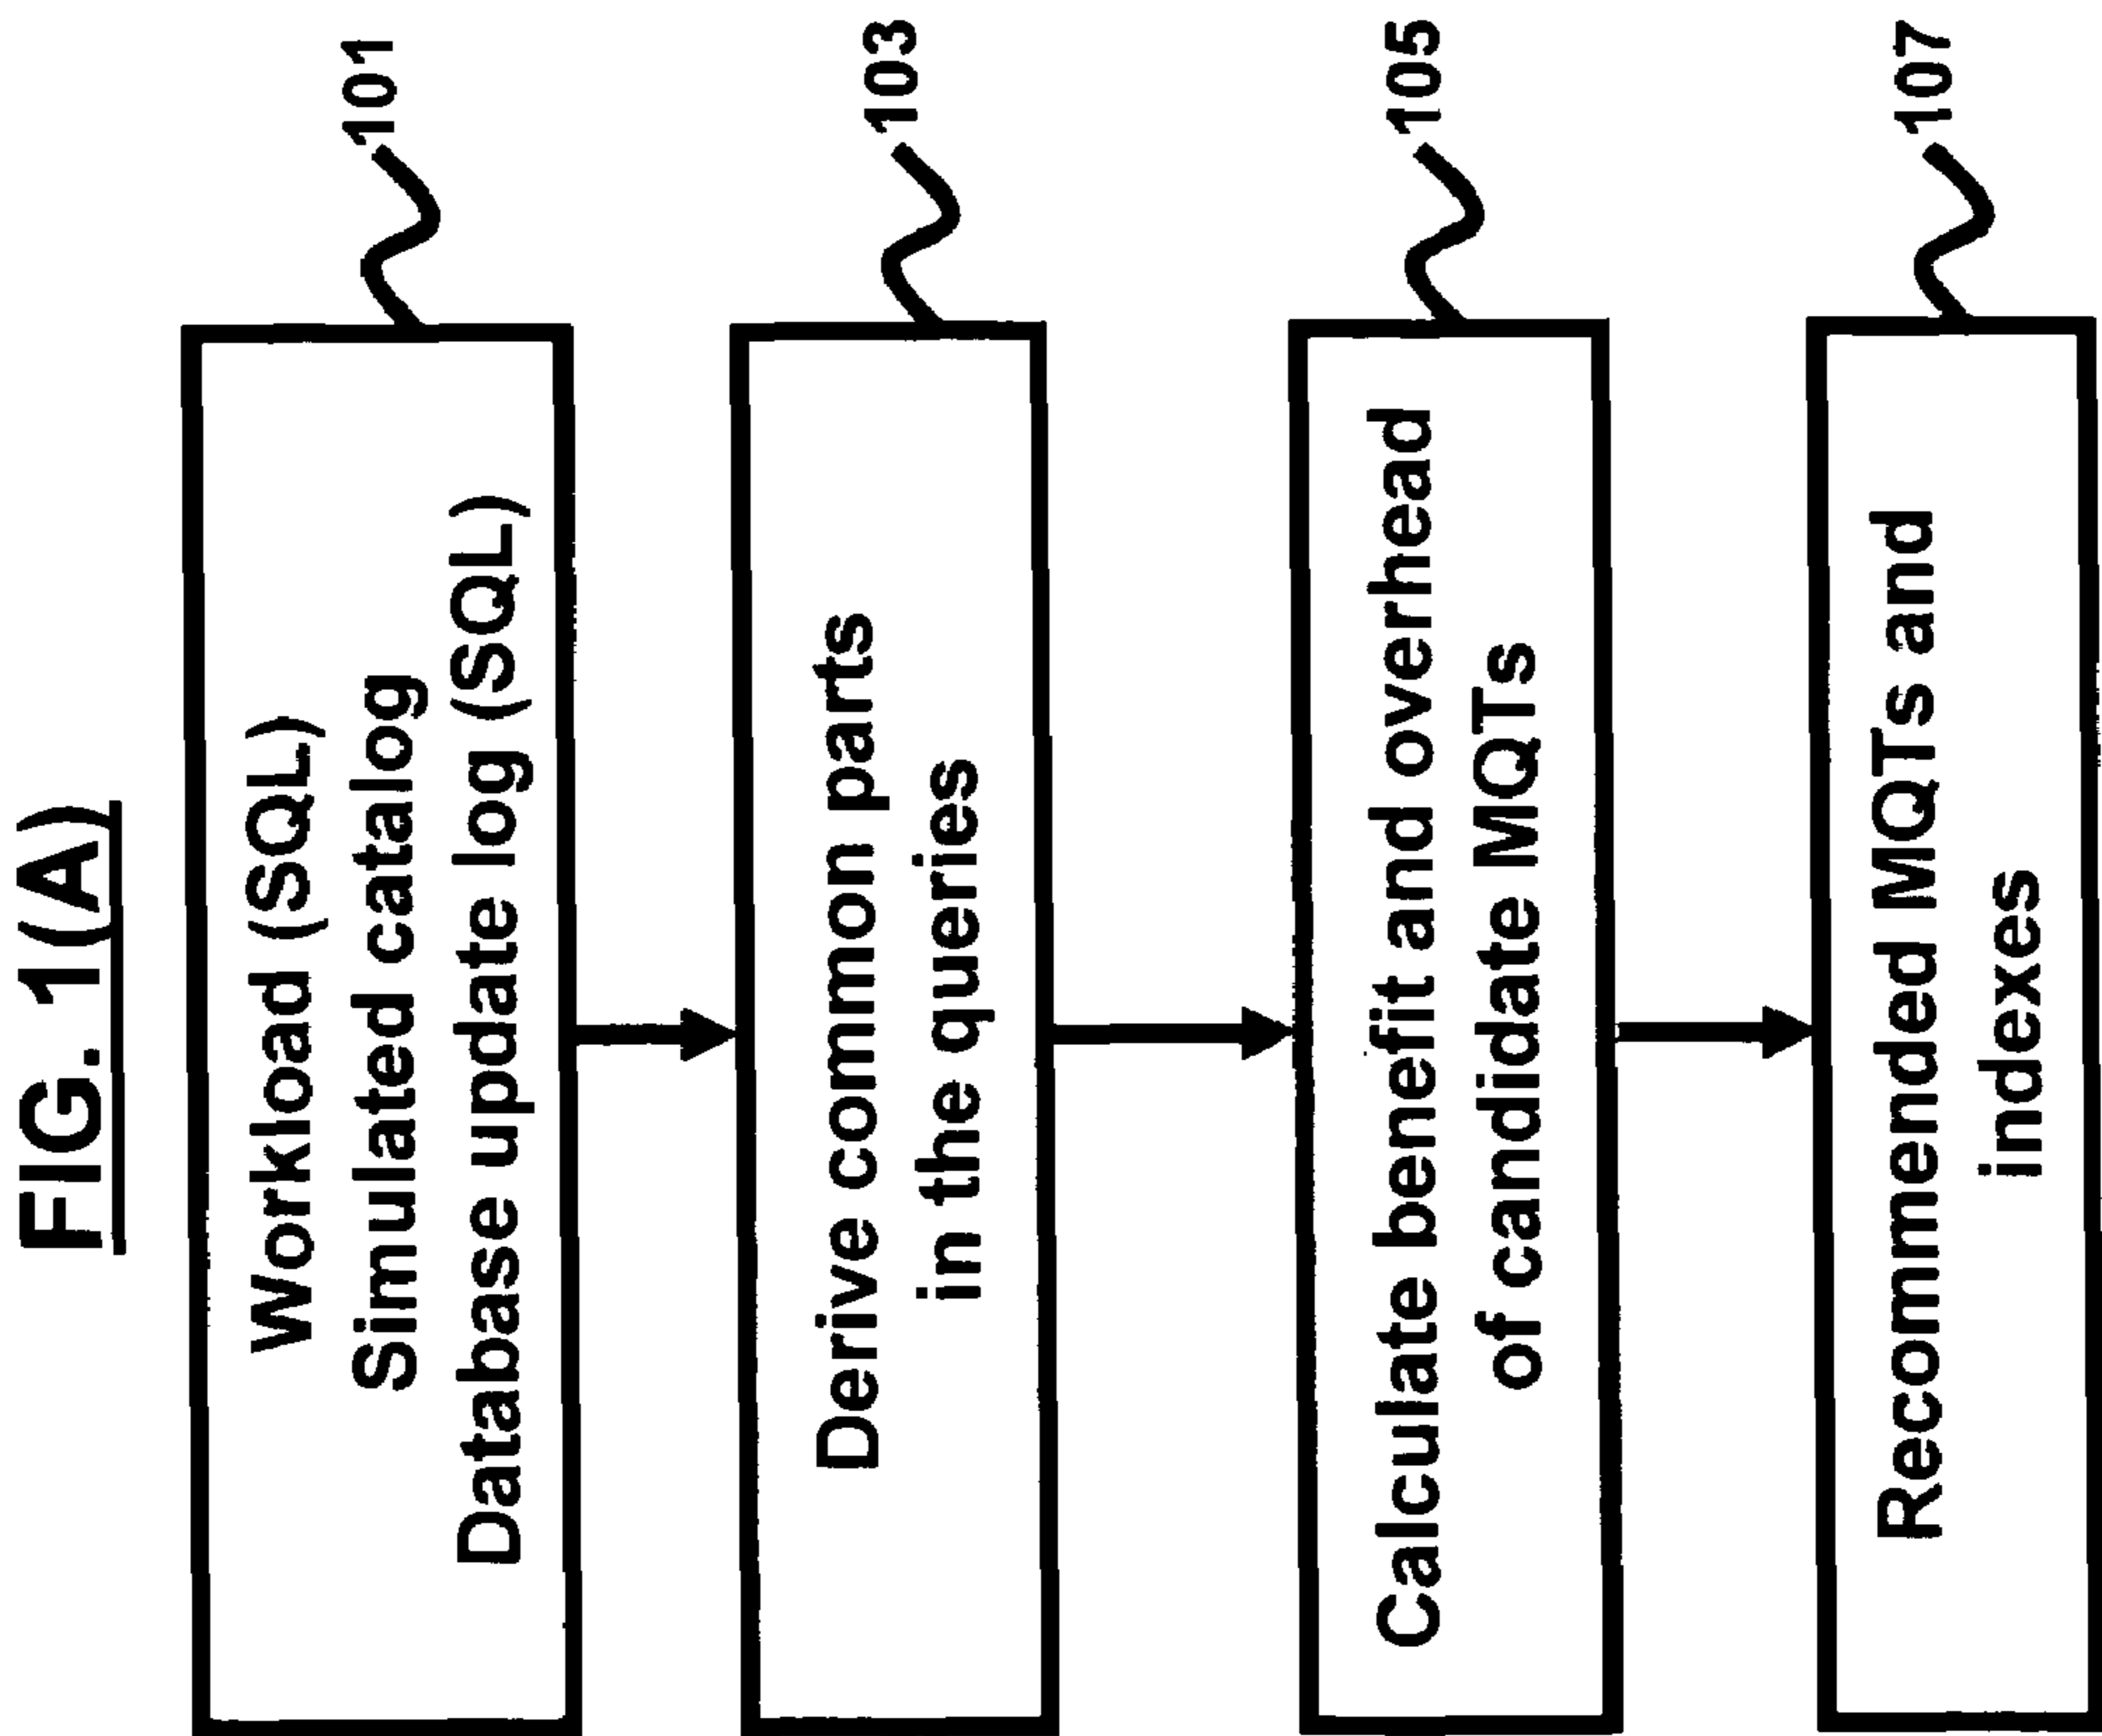 FIG. 1(A)
Workload (SQL)
Simulated catalog
Database update log (SQL)
101
Derive common parts
in the queries
103
Calculate benefit and overhead
of candidate MQTs
105
Recommended MQTs and
indexes
107